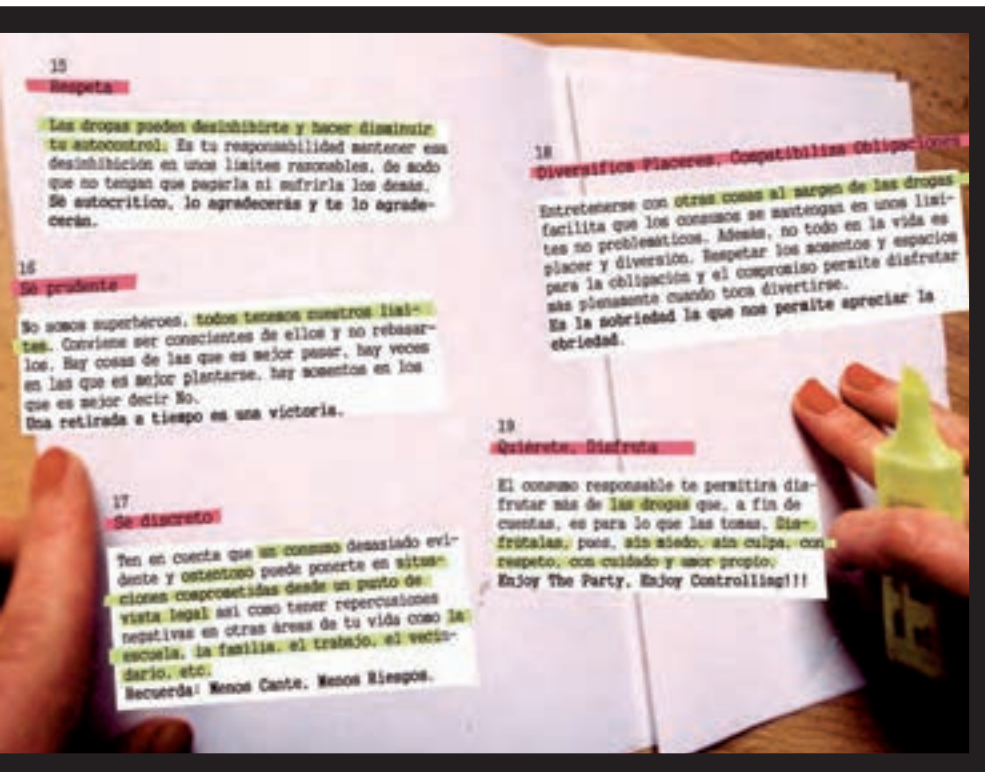 15
Respeta
Las drogas pueden desinhibirte y hacer disminuir
tu autocontrol. Es tu responsabilidad mantener esa
desinhibición en unos límites razonables, de modo
que no tengan que pagarla ni sufrirla los demás.
Sé autocrítico, lo agradecerás y te lo agrade-
cerán.
16
Sé prudente
No somos superhéroes, todos tenemos nuestros lími-
tes. Conviene ser conscientes de ellos y no rebasar-
los. Hay cosas de las que es mejor pasar, hay veces
en las que es mejor plantarse, hay momentos en los
que es mejor decir No.
Una retirada a tiempo es una victoria.
17
Sé discreto
Ten en cuenta que un consumo demasiado evi-
dente y ostentoso puede ponerte en situa-
ciones comprometidas desde un punto de
vista legal así como tener repercusiones
negativas en otras áreas de tu vida como la
escuela, la familia, el trabajo, el vecin-
dario, etc.
Recuerda: Menos Cante, Menos Riesgos.
18
Diversifica Placeres, Compatibiliza Obligaciones
Entretenerse con otras cosas al margen de las drogas
facilita que los consumos se mantengan en unos lími-
tes no problemáticos. Además, no todo en la vida es
placer y diversión. Respetar los momentos y espacios
para la obligación y el compromiso permite disfrutar
más plenamente cuando toca divertirse.
Es la sobriedad la que nos permite apreciar la
ebriedad.
19
Quiérete, Disfruta
El consumo responsable te permitirá dis-
frutar más de las drogas que, a fin de
cuentas, es para lo que las tomas. Dis-
frútalas, pues, sin miedo, sin culpa, con
respeto, con cuidado y amor propio.
Enjoy The Party, Enjoy Controlling!!!